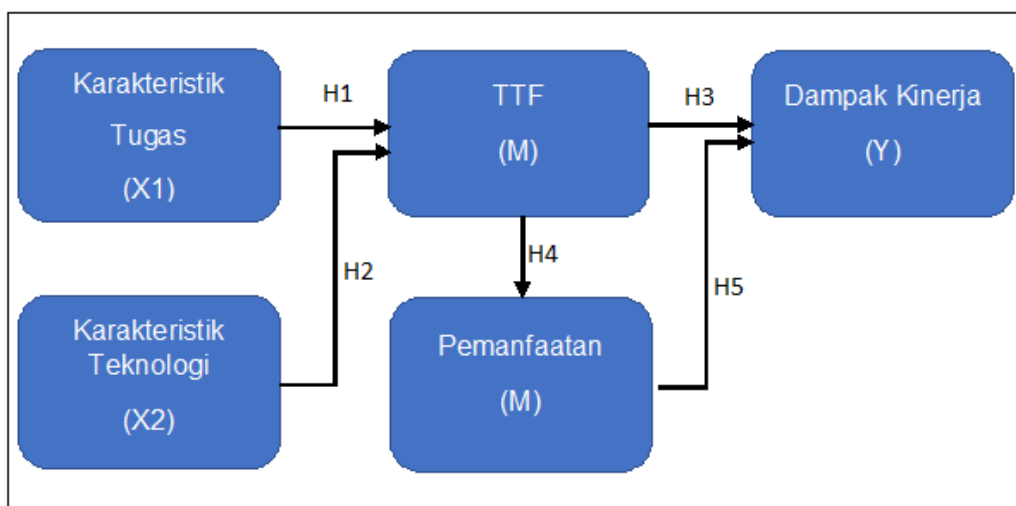 Karakteristik
Tugas
(X1)
H1
TTF
(M)
H3
Dampak Kinerja
(Y)
H2
H4
H5
Karakteristik
Teknologi
(X2)
Pemanfaatan
(M)